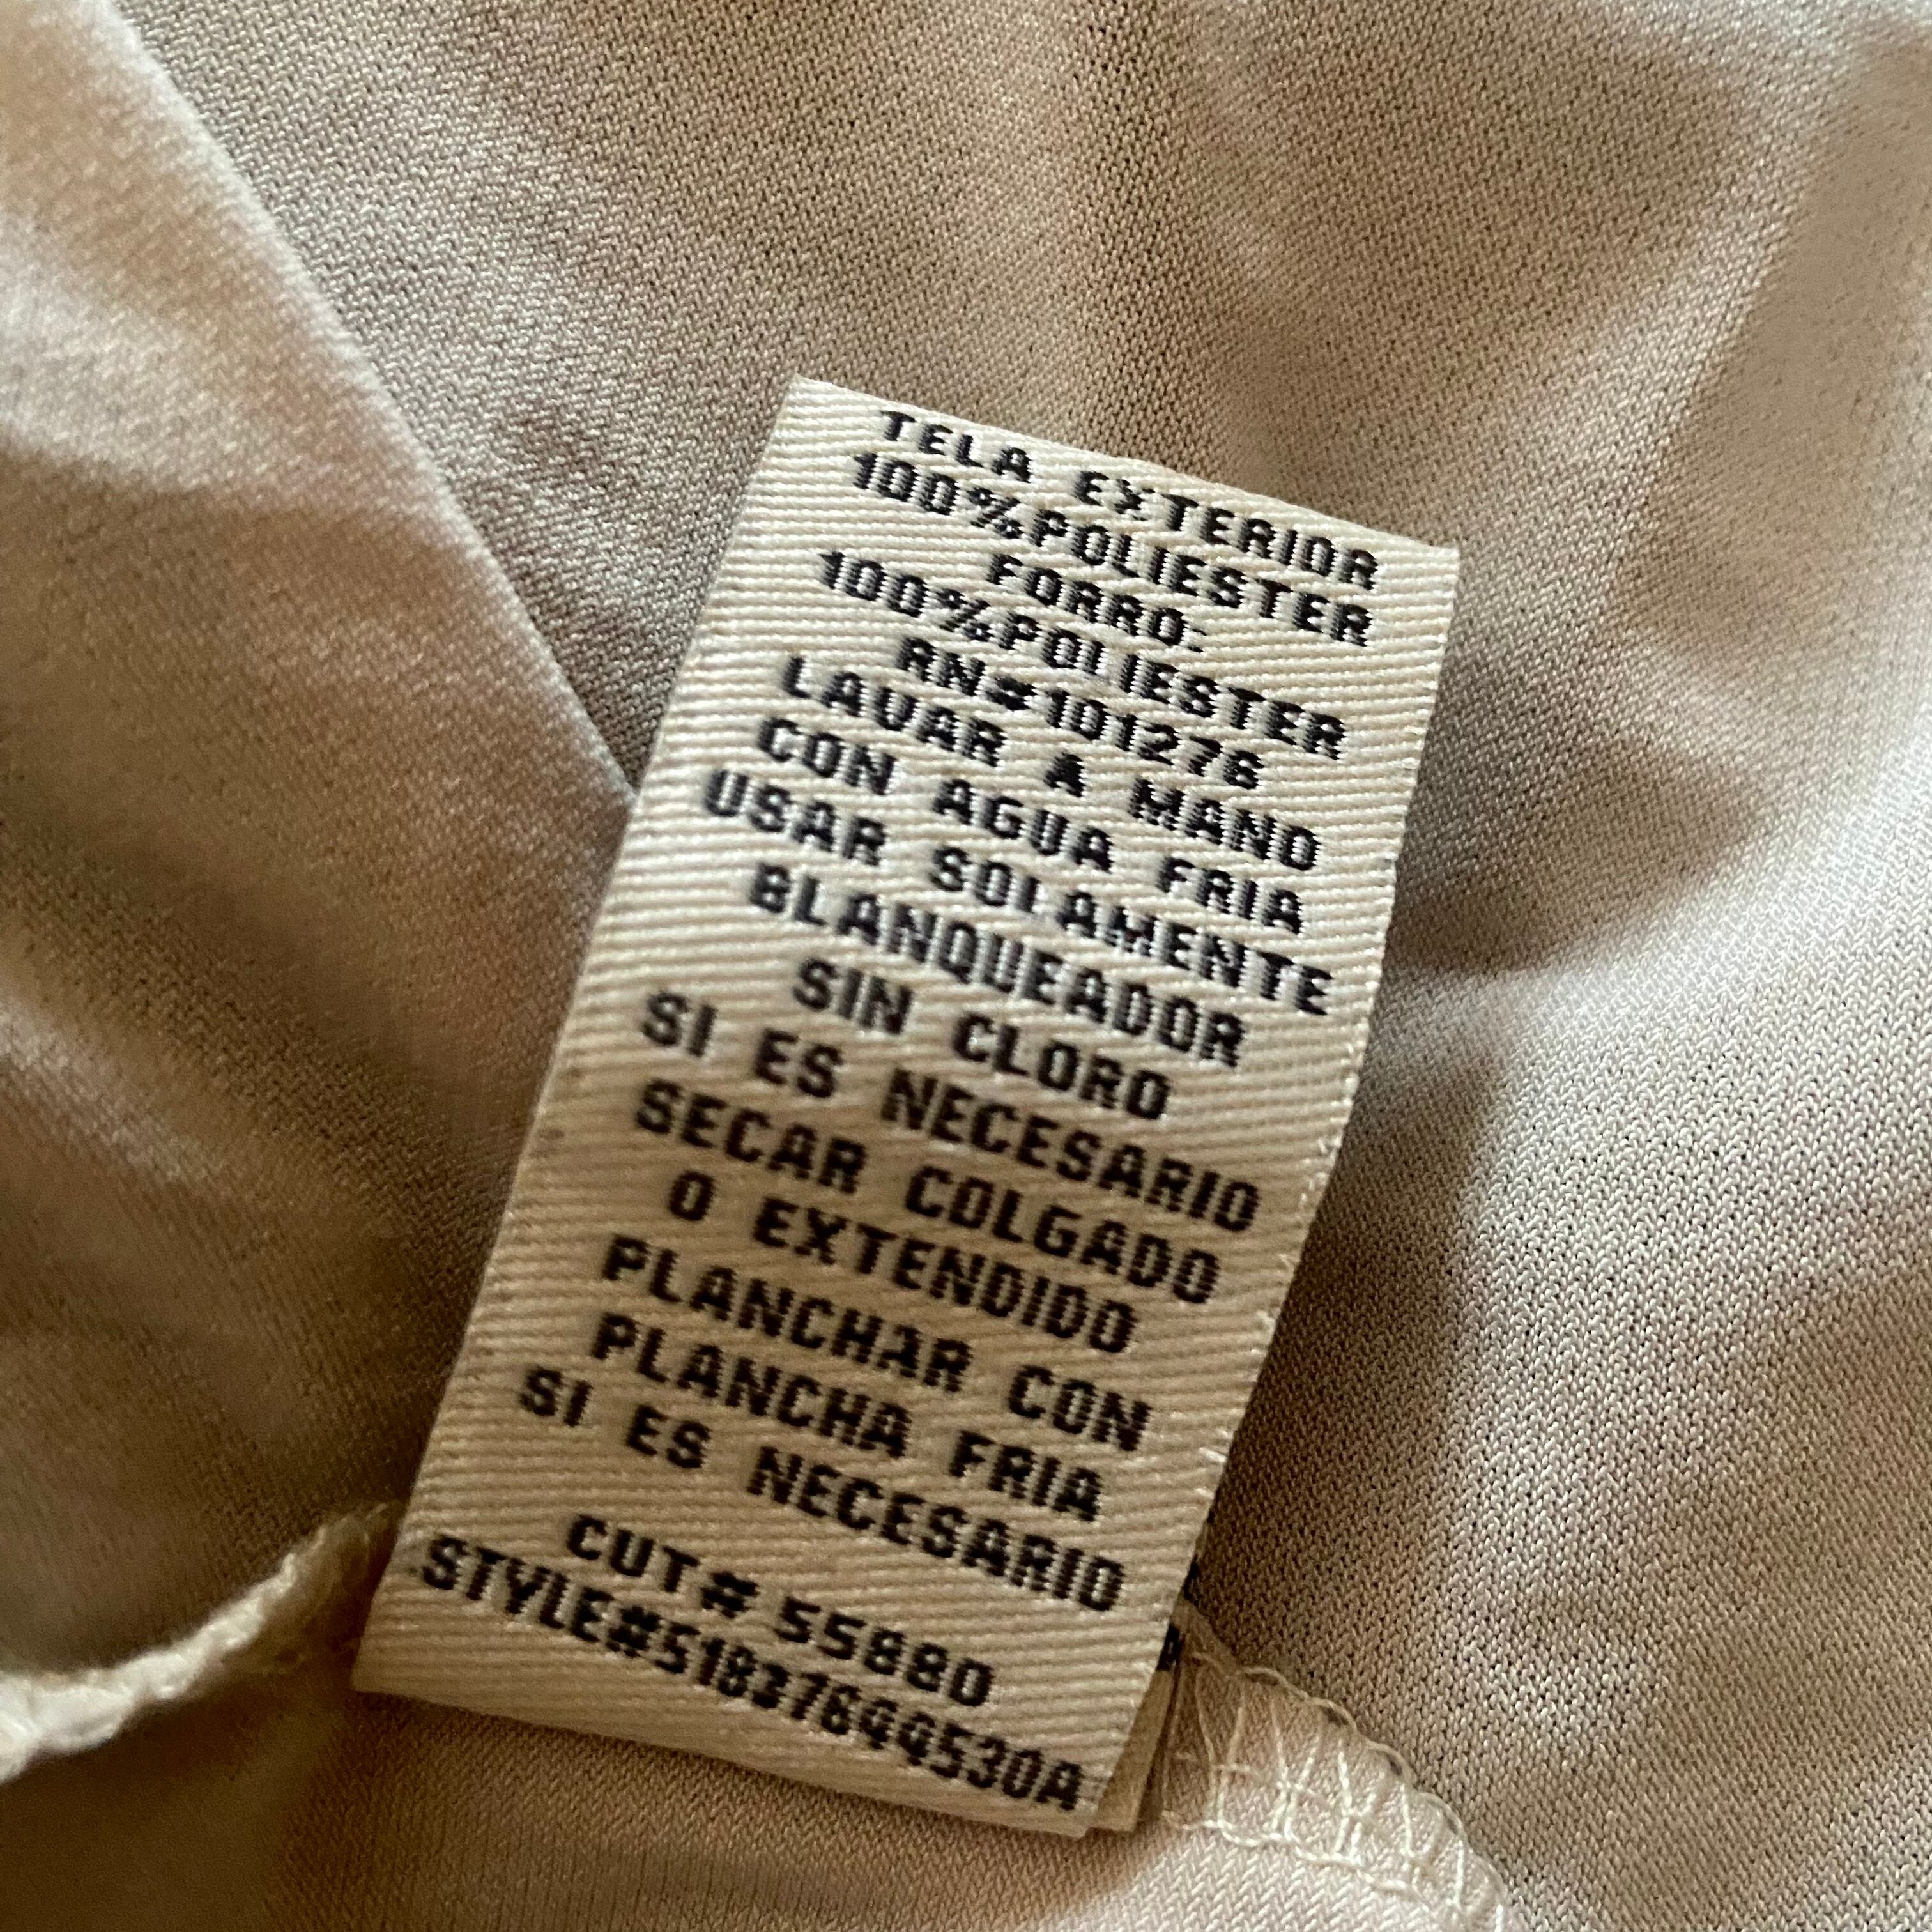 TELA EXTERIOR
100%POLIESTER
FORRO:
100%POLIESTER
RN#101276
LAVAR A MANO
CON AGUA FRIA
USAR SOLAMENTE
BLANQUEADOR
SIN CLORO
SI ES NECESARIO
SECAR COLGADO
O EXTENDIDO
PLANCHAR CON
PLANCHA FRIA
SI ES NECESARIO
CUT# 55880
STYLE#51837644530A